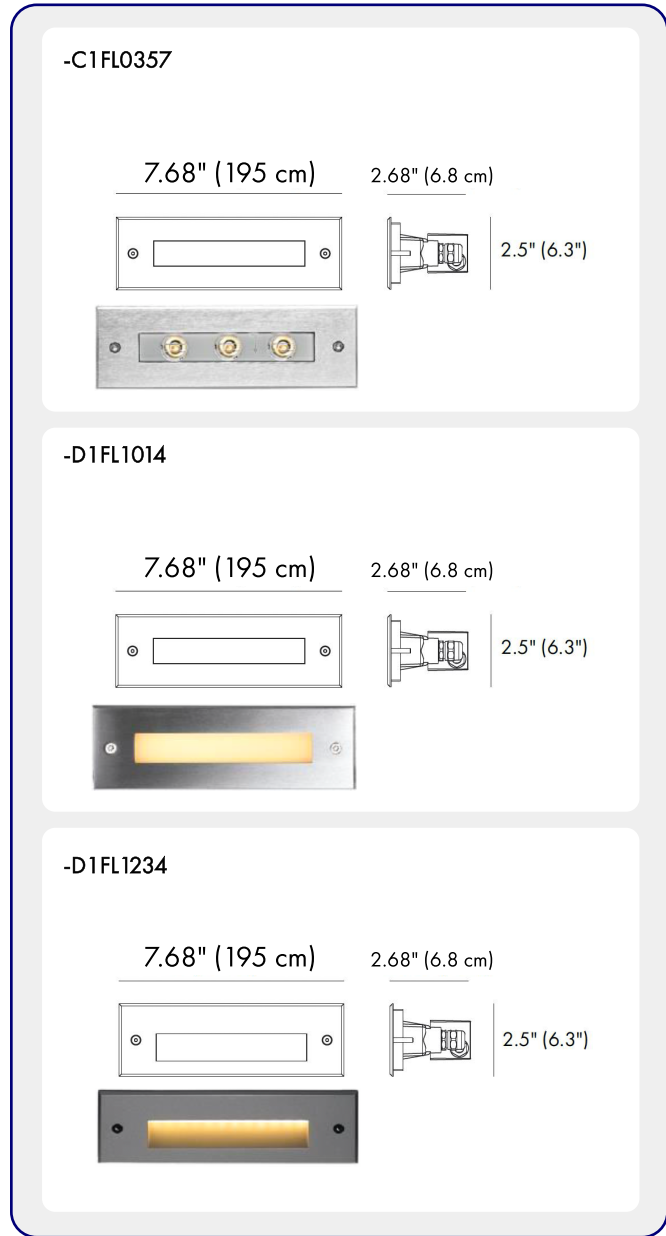 -C1FL0357
7.68" (195 cm) 2.68" (6.8 cm)
2.5" (6.3")
-D1FL1014
7.68" (195 cm) 2.68" (6.8 cm)
2.5" (6.3")
-D1FL1234
7.68" (195 cm) 2.68" (6.8 cm)
2.5" (6.3")